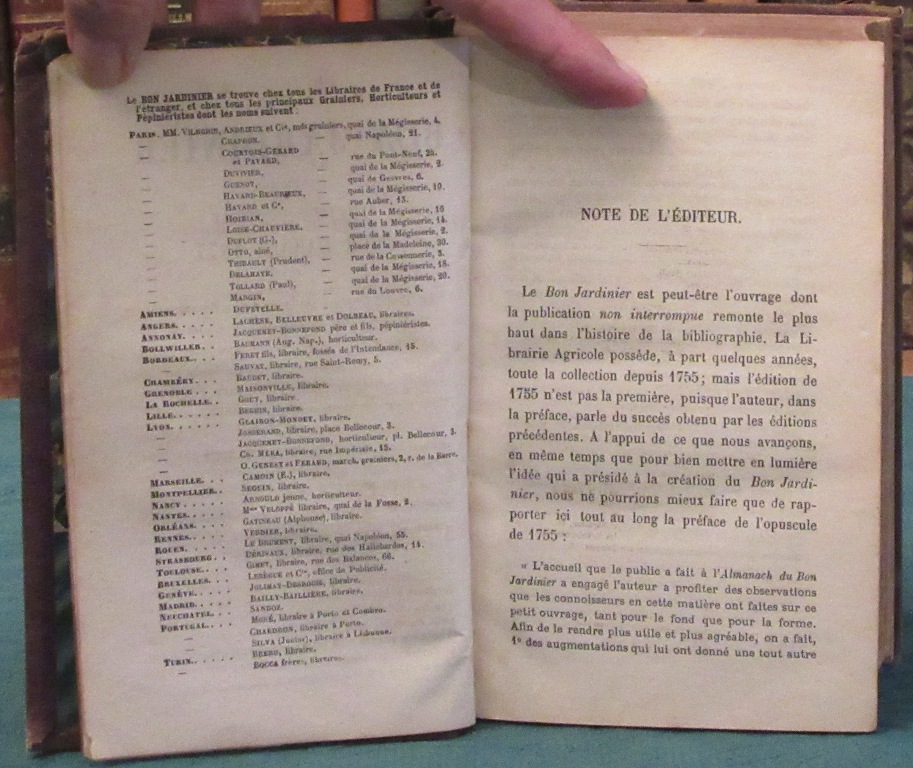 Le BON JARDINIER se trouve chez tous les Libraires de France et de
l'étranger, et chez tous les principaux Grainiers, Horticulteurs et
Pépiniéristes dont les noms suivent :
PARIS, MM. VILMORIN, ANDRIEUX et Cie, mds grainiers, quai de la Mégisserie, 4.
— CHAPRON, — quai Napoléon, 21.
— COURTOIS-GÉRARD
et PAVARD, — rue du Pont-Neuf, 24.
— DUVIVIER, — quai de la Mégisserie, 2.
— GUENOT, — quai de Gesvres, 6.
— HAVARD-BEAURIEUX, — quai de la Mégisserie, 10.
— HAVARD et Cie, — rue Auber, 15.
— HOIBIAN, — quai de la Mégisserie, 16
— LOISE-CHAUVIÈRE, — quai de la Mégisserie, 14.
— DUFLOT (G.), — quai de la Mégisserie, 2.
— OTTO, aîné, — place de la Madeleine, 30.
— THIBAULT (Prudent), — rue de la Cossonnerie, 3.
— DELAHAYE, — quai de la Mégisserie, 18.
— TOLLARD (Paul), — quai de la Mégisserie, 20.
— MANGIN, — rue du Louvre, 6.
AMIENS. DUFETELLE.
ANGERS. LACHÈSE, BELLEUVRE et DOLBEAU, libraires.
ANNONAY. JACQUEMET-BONNEFOND père et fils, pépiniéristes.
BOLLWILLER. BAUMANN (Aug. Nap.), horticulteur.
BORDEAUX. FERET fils, libraire, fossés de l'Intendance, 15.
— SAUVAT, libraire, rue Saint-Remy, 5.
CHAMBÉRY. BAUDET, libraire.
GRENOBLE. MAISONVILLE, libraire.
LA ROCHELLE. GOUT, libraire.
LILLE. BEGHIN, libraire.
LYON. GLAIRON-MONDET, libraire.
— JOSSERAND, libraire, place Bellecour, 3.
— JACQUEMET-BONNEFOND, horticulteur, pl. Bellecour, 3.
— CH. MÉRA, libraire, rue Impériale, 15.
— O. GENEST et FÉRARD, march. grainiers, 2, r. de la Barre.
MARSEILLE. CAMOIN (E.), libraire.
MONTPELLIER. SEGUIN, libraire.
NANCY. ARNOULD jeune, horticulteur.
NANTES. Mme VELOPPÉ libraire, quai de la Fosse, 2.
ORLÉANS. GATINEAU (Alphonse), libraire.
RENNES. VERDIER, libraire.
ROUEN. LE BRUMENT, libraire, quai Napoléon, 55.
STRASBOURG. DERIVAUX, libraire, rue des Hallebardes, 14.
TOULOUSE. GIMET, libraire, rue des Balances, 66.
BRUXELLES. LEBÈGUE et Cie, office de Publicité.
GENÈVE. JULIMAY-DESROGIS, libraire.
MADRID. BAILLY-BAILLIÈRE, libraire.
NEUCHATEL. SANDOZ.
PORTUGAL. MORÉ, libraire à Porto et Combro.
— CHARDRON, libraire à Porto.
— SILVA (Junior), libraire à Lisbonne.
TURIN. BRERO, libraire.
— BOCCA frères, libraires.
NOTE DE L'ÉDITEUR.
Le Bon Jardinier est peut-être l'ouvrage dont
la publication non interrompue remonte le plus
haut dans l'histoire de la bibliographie. La Li-
brairie Agricole possède, à part quelques années,
toute la collection depuis 1755 ; mais l'édition de
1755 n'est pas la première, puisque l'auteur, dans
la préface, parle du succès obtenu par les éditions
précédentes. A l'appui de ce que nous avançons,
en même temps que pour bien mettre en lumière
l'idée qui a présidé à la création du Bon Jardi-
nier, nous ne pourrions mieux faire que de rap-
porter ici tout au long la préface de l'opuscule
de 1755 :
« L'accueil que le public a fait à l'Almanach du Bon
Jardinier a engagé l'auteur a profiter des observations
que les connoisseurs en cette matière ont faites sur ce
petit ouvrage, tant pour le fond que pour la forme.
Afin de le rendre plus utile et plus agréable, on a fait,
1° des augmentations qui lui ont donné une tout autre